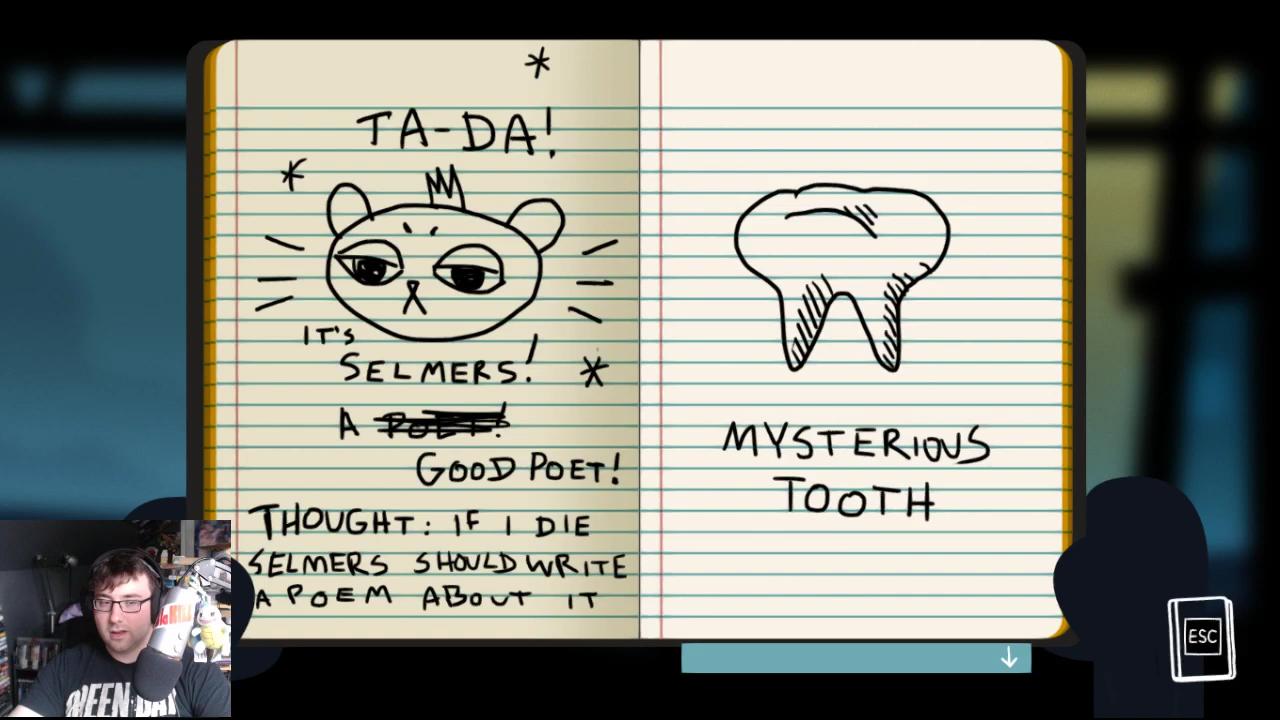 TA-DA!
IT'S
SELMERS!
A POET!
GOOD POET!
THOUGHT: IF I DIE
SELMERS SHOULD WRITE
A POEM ABOUT IT
MYSTERIOUS
TOOTH
ESC